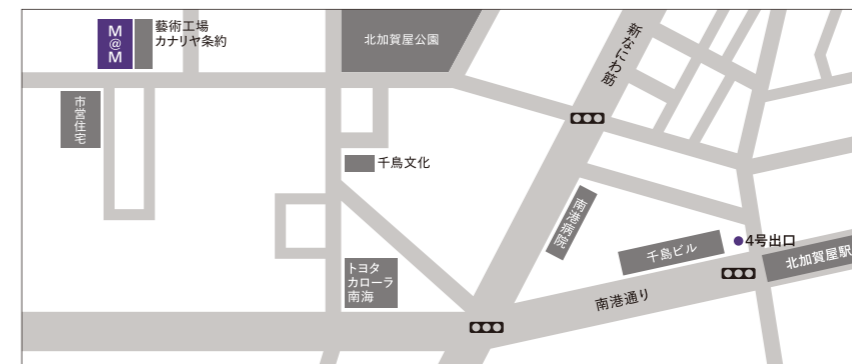 M
@
M
藝術工場
カナリヤ条約
北加賀屋公園
新なにわ筋
市営住宅
千鳥文化
南港病院
4号出口
千島ビル
北加賀屋駅
トヨタ
カローラ
南海
南港通り